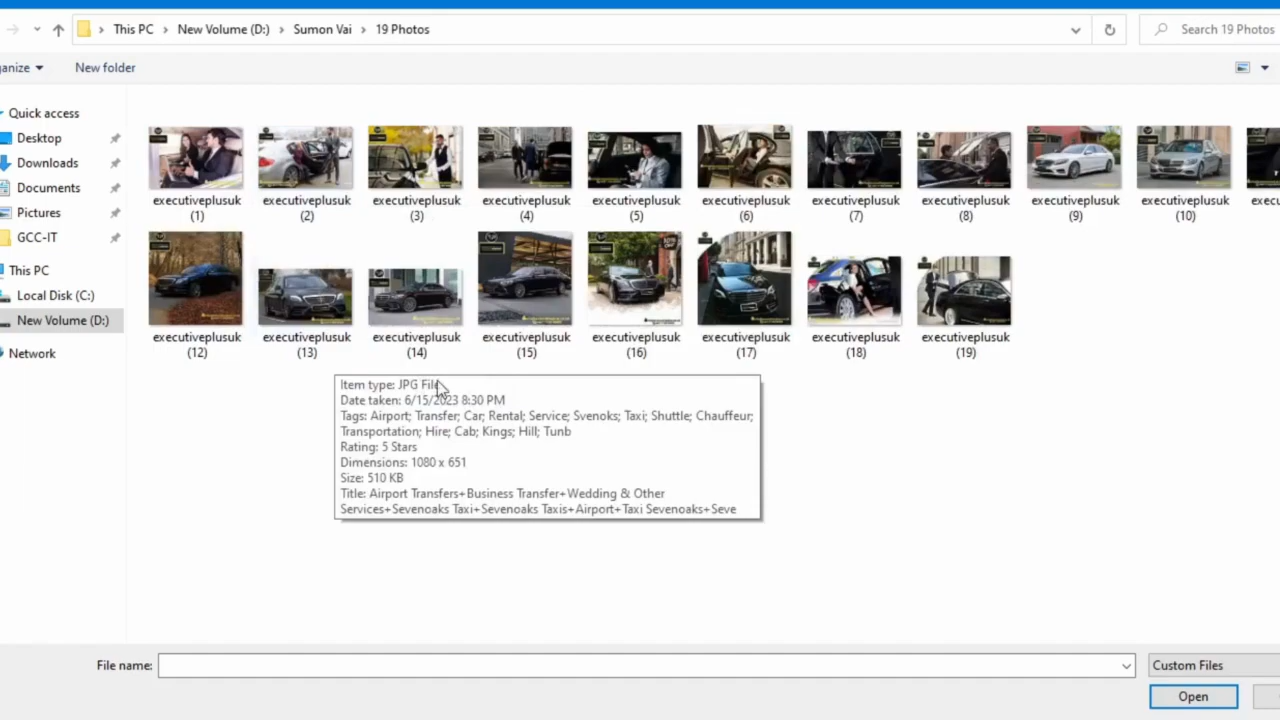 This PC
New Volume (D:)
Sumon Vai
19 Photos
Search 19 Photos
anize
New folder
Quick access
Desktop
Downloads
Documents
Pictures
GCC-IT
This PC
Local Disk (C:)
New Volume (D:)
Network
executiveplusuk (1)
executiveplusuk (2)
executiveplusuk (3)
executiveplusuk (4)
executiveplusuk (5)
executiveplusuk (6)
executiveplusuk (7)
executiveplusuk (8)
executiveplusuk (9)
executiveplusuk (10)
execu
executiveplusuk (12)
executiveplusuk (13)
executiveplusuk (14)
executiveplusuk (15)
executiveplusuk (16)
executiveplusuk (17)
executiveplusuk (18)
executiveplusuk (19)
Item type: JPG File
Date taken: 6/15/2023 8:30 PM
Tags: Airport; Transfer; Car; Rental; Service; Svenoks; Taxi; Shuttle; Chauffeur;
Transportation; Hire; Cab; Kings; Hill; Tunb
Rating: 5 Stars
Dimensions: 1080 x 651
Size: 510 KB
Title: Airport Transfers+Business Transfer+Wedding & Other
Services+Sevenoaks Taxi+Sevenoaks Taxis+Airport+Taxi Sevenoaks+Seve
File name:
Custom Files
Open